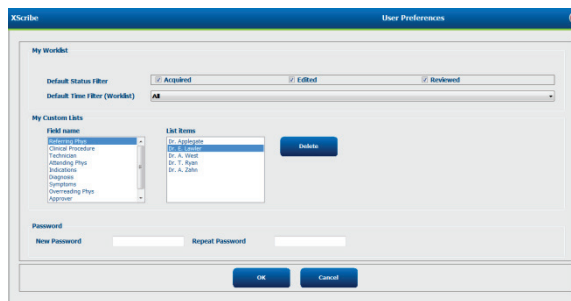 XScribe
User Preferences
My Worklist
Default Status Filter
Acquired
Edited
Reviewed
Default Time Filter (Worklist)
All
My Custom Lists
Field name
List items
Referring Phys
Clinical Procedure
Technician
Attending Phys
Indications
Diagnosis
Symptoms
Overreading Phys
Approver
Dr. Applegate
Dr. E. Lawler
Dr. A. West
Dr. T. Ryan
Dr. A. Zahn
Delete
Password
New Password
Repeat Password
OK
Cancel